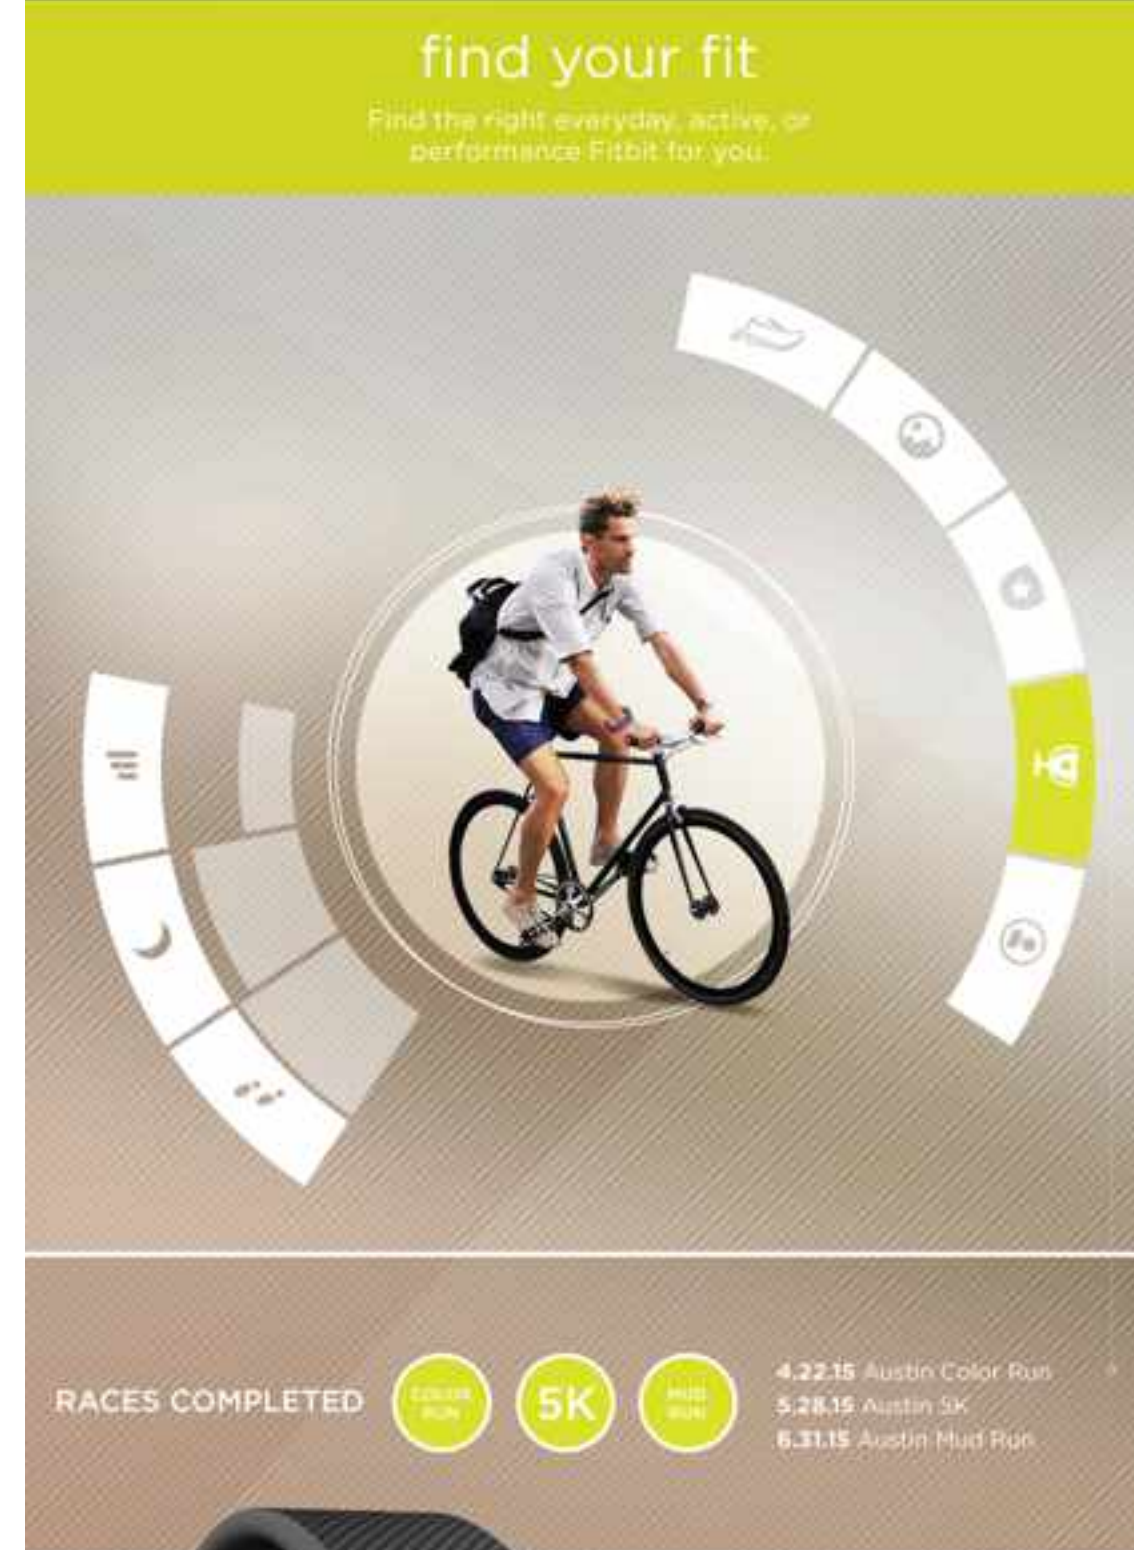 find your fit
Find the right everyday, active, or
performance Fitbit for you.
RACES COMPLETED
COLOR
RUN
5K
MUD
RUN
4.22.15 Austin Color Run
5.28.15 Austin 5K
6.31.15 Austin Mud Run